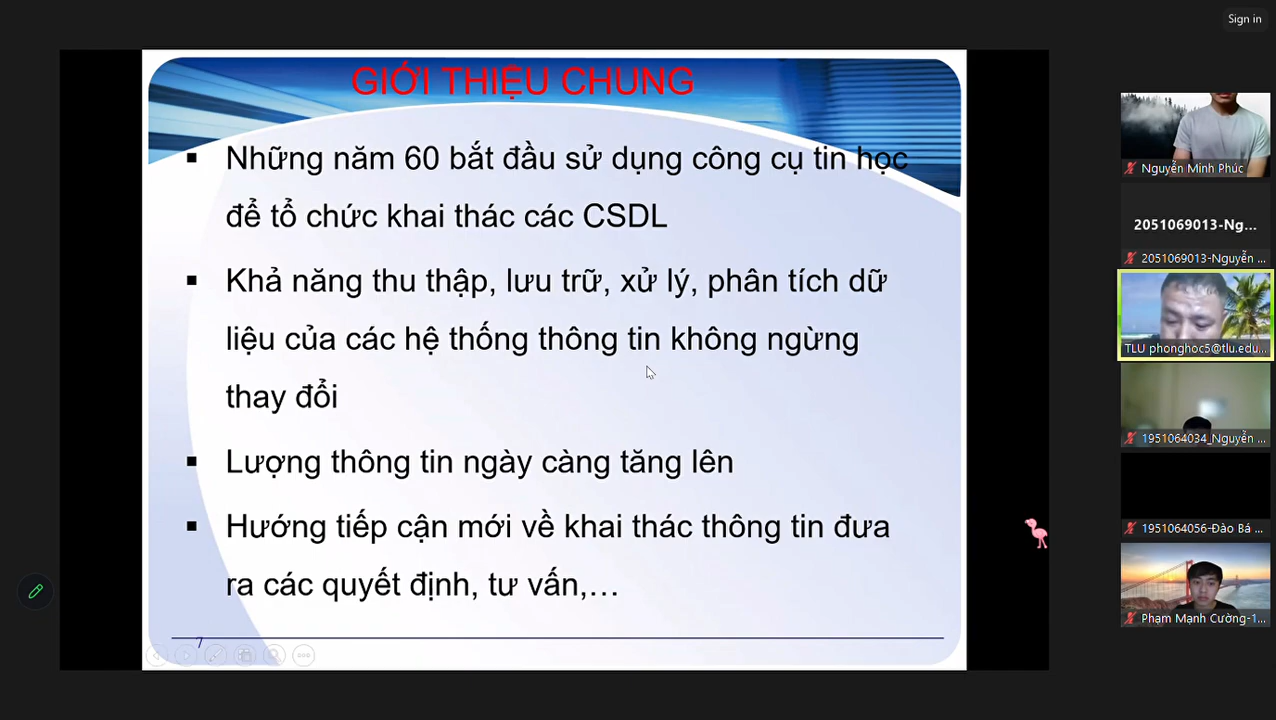 Sign in
GIỚI THIỆU CHUNG
▪ Những năm 60 bắt đầu sử dụng công cụ tin học
để tổ chức khai thác các CSDL
▪ Khả năng thu thập, lưu trữ, xử lý, phân tích dữ
liệu của các hệ thống thông tin không ngừng
thay đổi
▪ Lượng thông tin ngày càng tăng lên
▪ Hướng tiếp cận mới về khai thác thông tin đưa
ra các quyết định, tư vấn,...
7
Nguyễn Minh Phúc
2051069013-Ng...
2051069013-Nguyễn ...
TLU phonghoc5@tlu.edu...
1951064034_Nguyễn ...
1951064056-Đào Bá ...
Phạm Mạnh Cường-1...